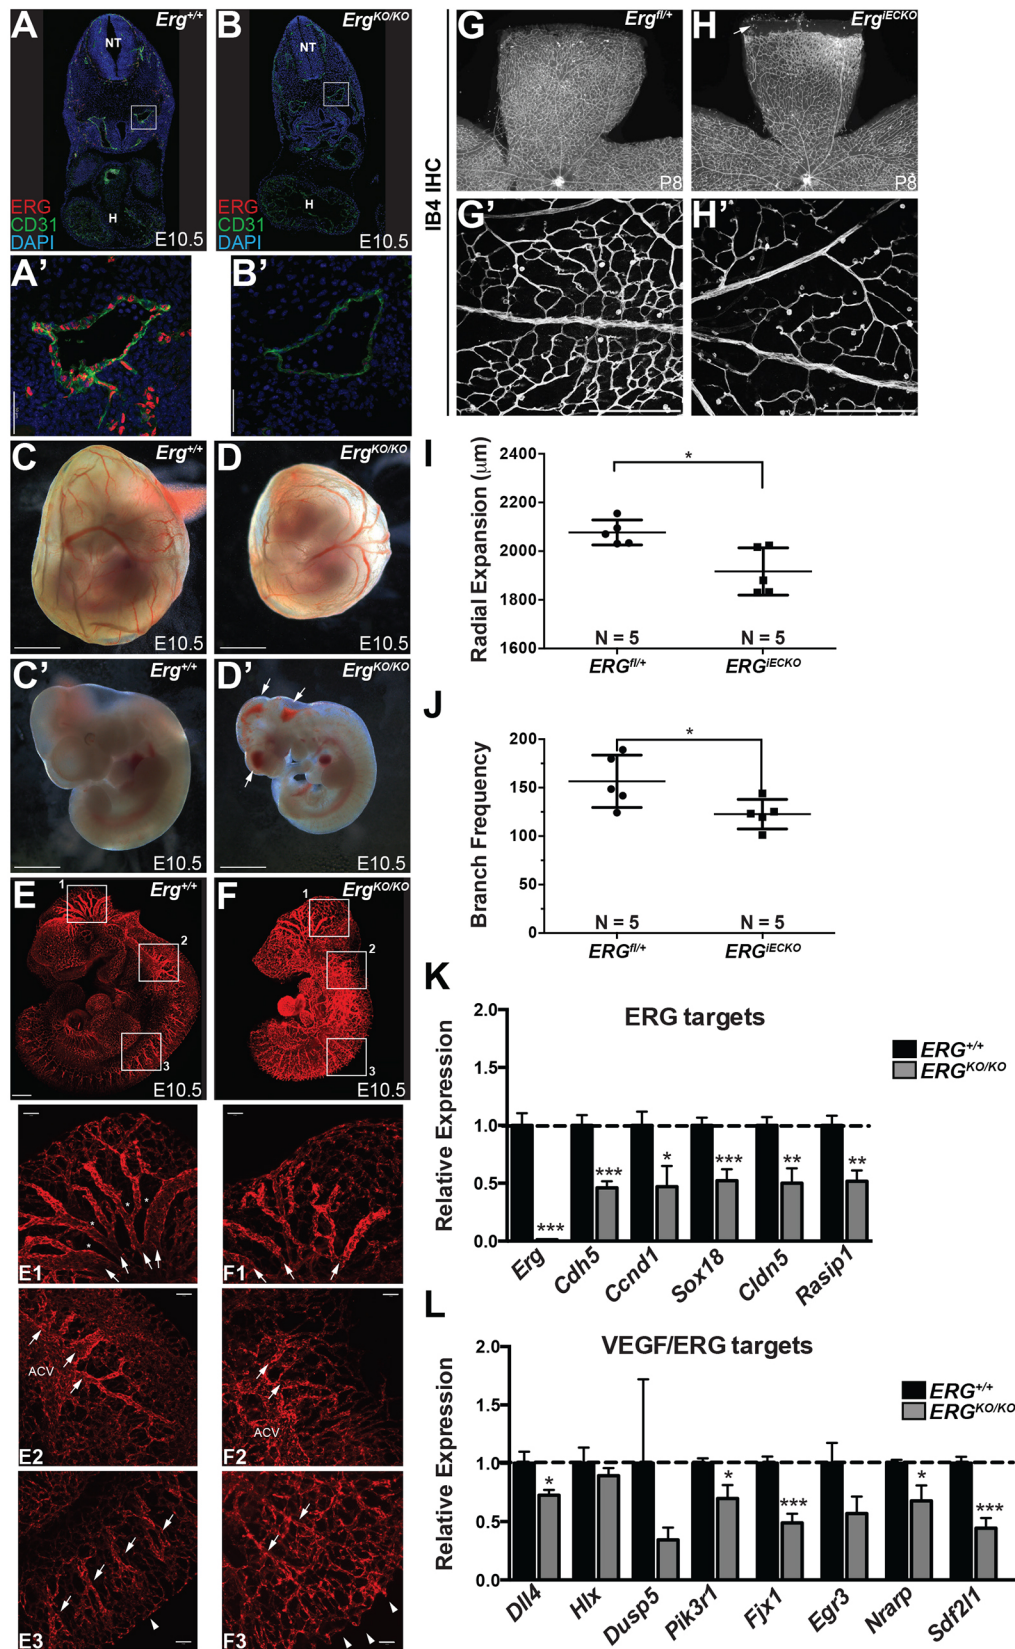 A
Erg+/+
NT
H
ERG
CD31
DAPI
E10.5
B
ErgKO/KO
NT
H
ERG
CD31
DAPI
E10.5
A'
B'
C
Erg+/+
E10.5
D
ErgKO/KO
E10.5
C'
Erg+/+
E10.5
D'
ErgKO/KO
E10.5
E
Erg+/+
1
2
3
E10.5
F
ErgKO/KO
1
2
3
E10.5
* * * *
E1
F1
ACV
E2
ACV
F2
E3
F3
IB4 IHC
G
Ergfl/+
P8
H
ErgiECKO
P8
G'
H'
I
Radial Expansion (μm)
2400
2200
2000
1800
1600
*
N = 5
N = 5
ERGfl/+
ERGiECKO
J
Branch Frequency
200
150
100
50
0
*
N = 5
N = 5
ERGfl/+
ERGiECKO
K
ERG targets
Relative Expression
2.0
1.5
1.0
0.5
0.0
ERG+/+
ERGKO/KO
*** *** * *** ** **
Erg
Cdh5
Ccnd1
Sox18
Cldn5
Rasip1
L
VEGF/ERG targets
Relative Expression
2.0
1.5
1.0
0.5
0.0
ERG+/+
ERGKO/KO
* * *** * ***
Dll4
Hlx
Dusp5
Pik3r1
Fjx1
Egr3
Nrarp
Sdf2l1